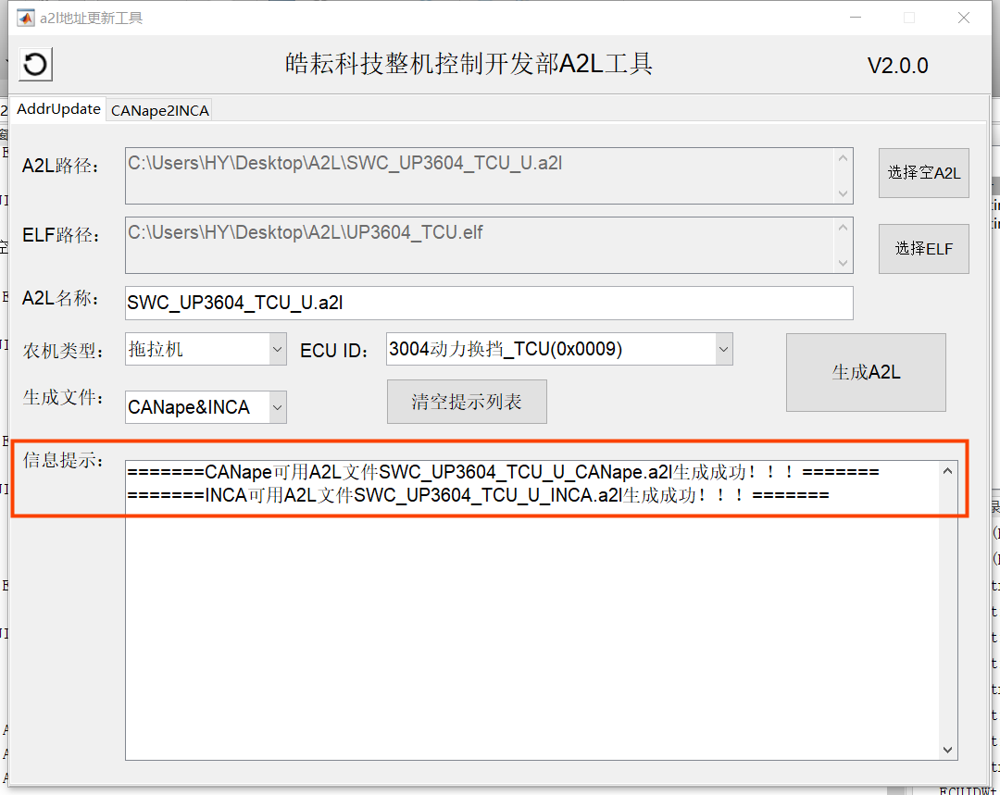 a2l地址更新工具
皓耘科技整机控制开发部A2L工具
V2.0.0
AddrUpdate
CANape2INCA
A2L路径：
C:\Users\HY\Desktop\A2L\SWC_UP3604_TCU_U.a2l
选择空A2L
ELF路径：
C:\Users\HY\Desktop\A2L\UP3604_TCU.elf
选择ELF
A2L名称：
SWC_UP3604_TCU_U.a2l
农机类型：
拖拉机
ECU ID：
3004动力换挡_TCU(0x0009)
生成A2L
生成文件：
CANape&INCA
清空提示列表
信息提示：
=======CANape可用A2L文件SWC_UP3604_TCU_U_CANape.a2l生成成功！！！=======
=======INCA可用A2L文件SWC_UP3604_TCU_U_INCA.a2l生成成功！！！=======